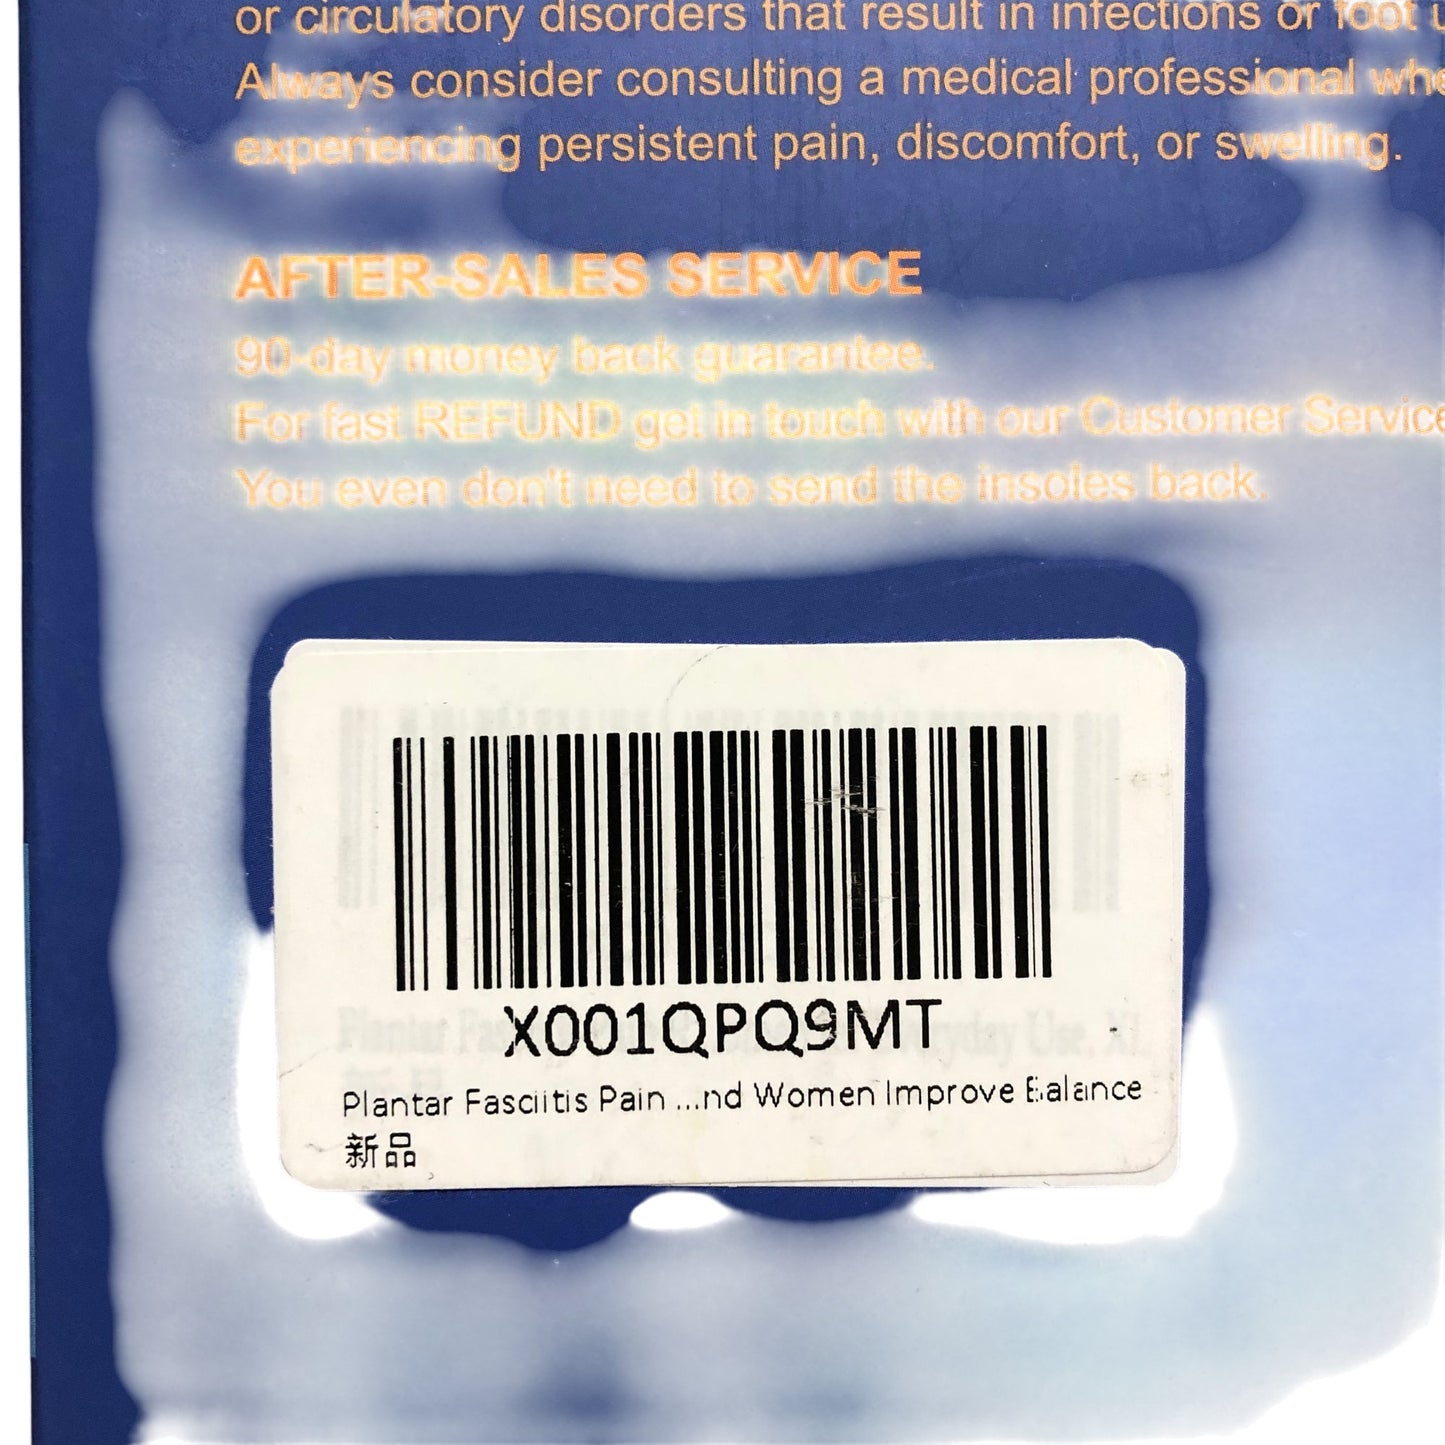 or circulatory disorders that result in infections or foot
Always consider consulting a medical professional
experiencing persistent pain, discomfort, or swelling.
AFTER-SALES SERVICE
90-day money back guarantee.
For fast REFUND get in touch with our Customer Service
You even don't need to send the insoles back.
X001QPQ9MT
Plantar Fasciitis Pain ...nd Women Improve Balance
新品